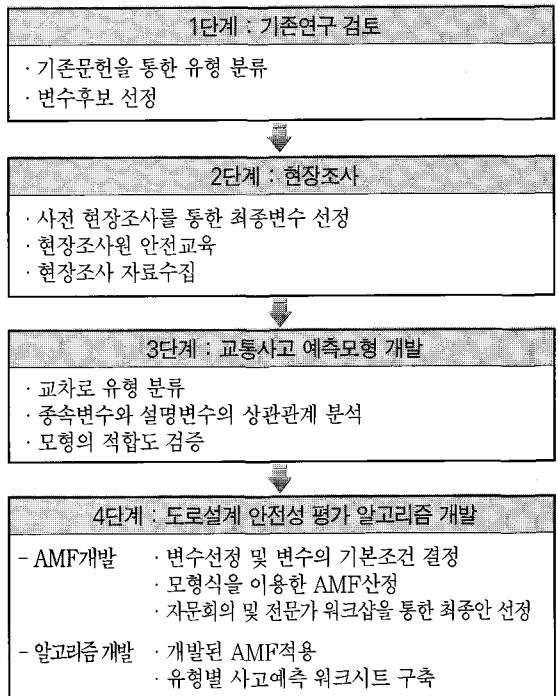 1단계 : 기존연구 검토
· 기존문헌을 통한 유형 분류
· 변수후보 선정
2단계 : 현장조사
· 사전 현장조사를 통한 최종변수 선정
· 현장조사원 안전교육
· 현장조사 자료수집
3단계 : 교통사고 예측모형 개발
· 교차로 유형 분류
· 종속변수와 설명변수의 상관관계 분석
· 모형의 적합도 검증
4단계 : 도로설계 안전성 평가 알고리즘 개발
- AMF개발 · 변수선정 및 변수의 기본조건 결정
· 모형식을 이용한 AMF산정
· 자문회의 및 전문가 워크샵을 통한 최종안 선정
- 알고리즘 개발 · 개발된 AMF적용
· 유형별 사고예측 워크시트 구축